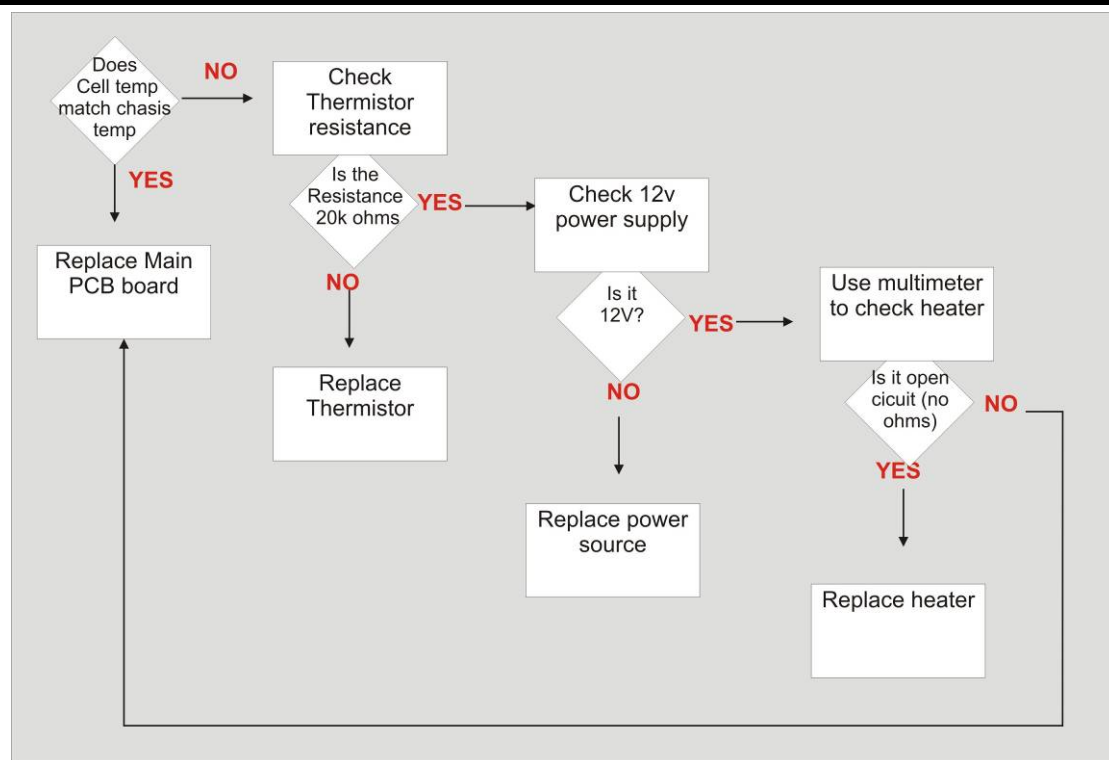 Does
Cell temp
match chasis
temp
NO
YES
Replace Main
PCB board
Check
Thermistor
resistance
Is the
Resistance
20k ohms
YES
NO
Replace
Thermistor
Check 12v
power supply
Is it
12V?
YES
NO
Replace power
source
Use multimeter
to check heater
Is it open
cicuit (no
ohms)
NO
YES
Replace heater